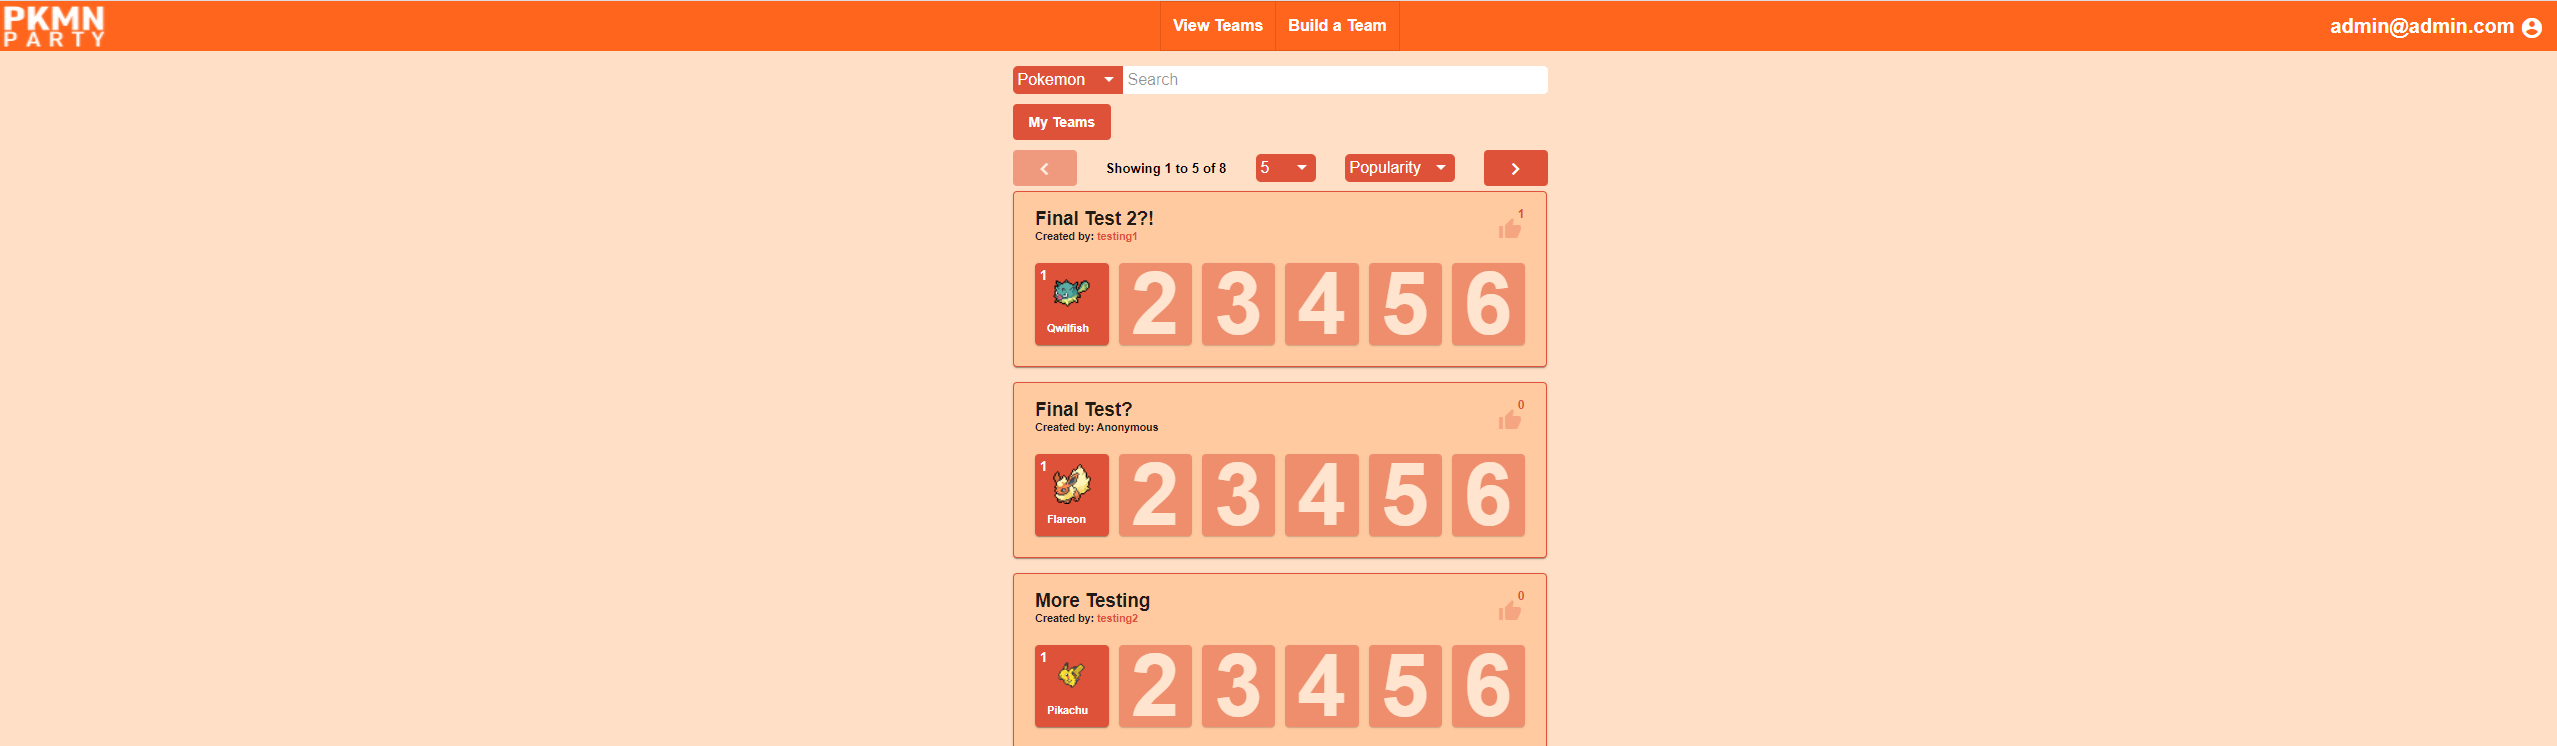 PKMN
PARTY
View Teams Build a Team
admin@admin.com
Pokemon Search
My Teams
Showing 1 to 5 of 8 5 Popularity
Final Test 2?! 1
Created by: testing1
1 2 3 4 5 6
Qwilfish
Final Test? 0
Created by: Anonymous
1 2 3 4 5 6
Flareon
More Testing 0
Created by: testing2
1 2 3 4 5 6
Pikachu